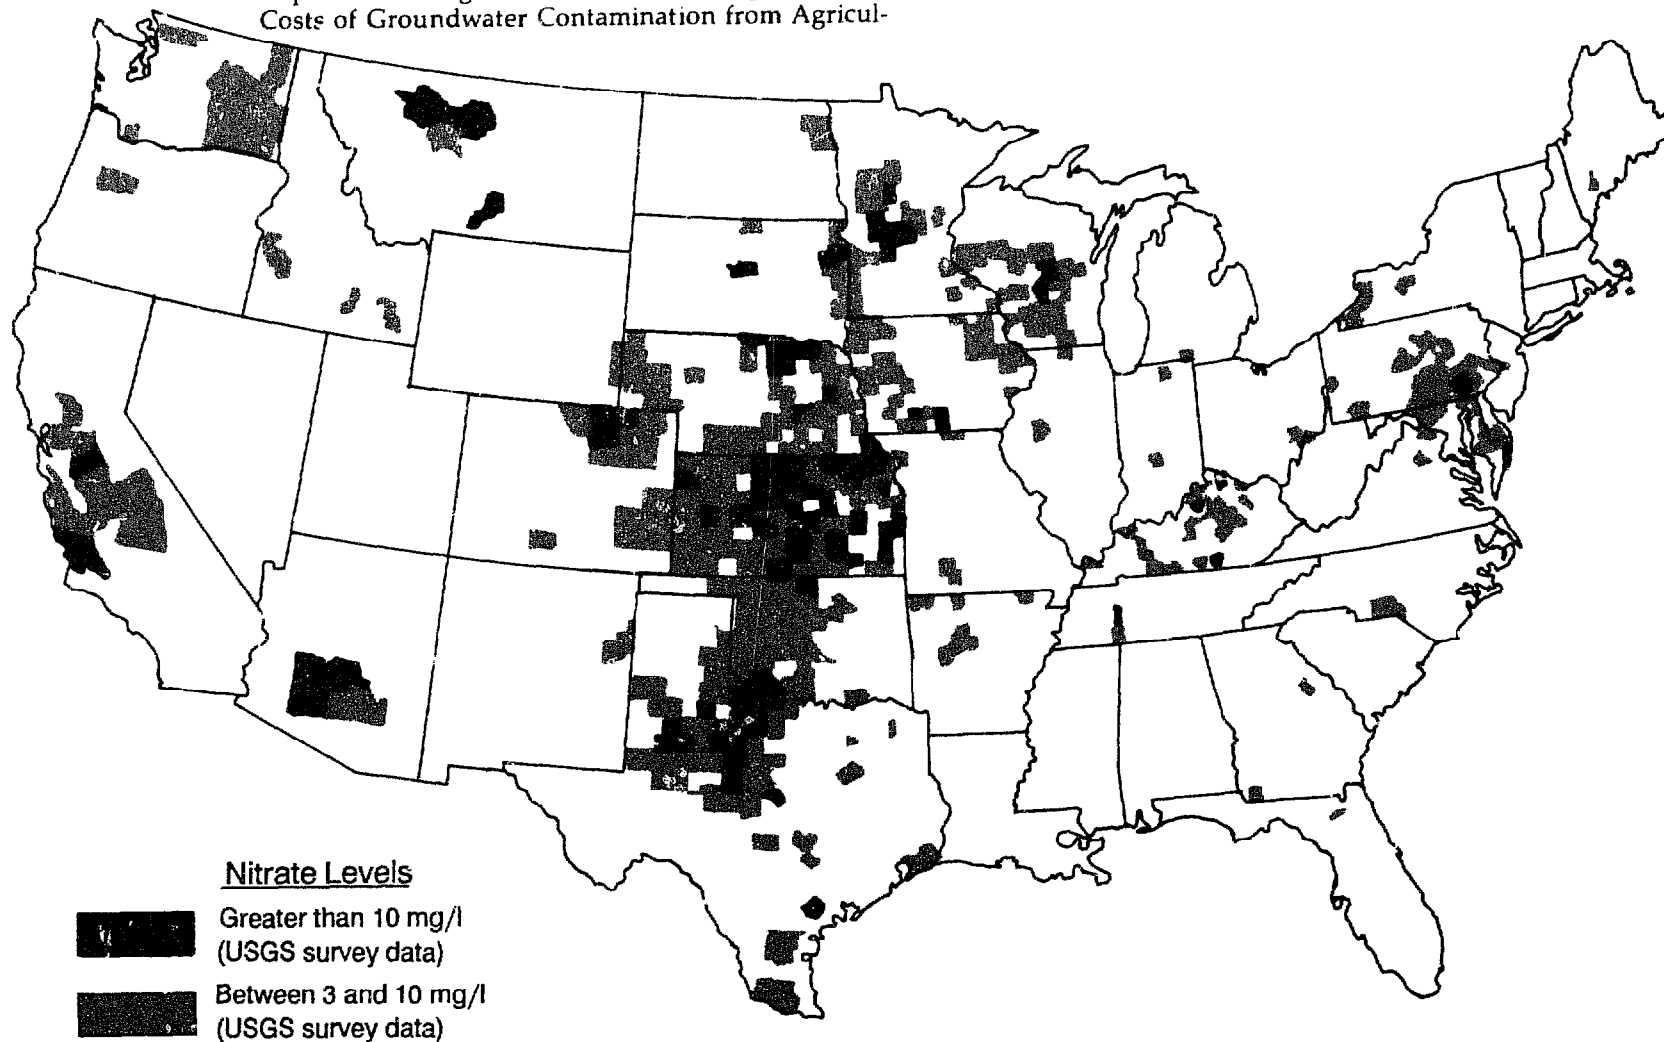 Costs of Groundwater Contamination from Agricul-
Nitrate Levels
Greater than 10 mg/l
(USGS survey data)
Between 3 and 10 mg/l
(USGS survey data)